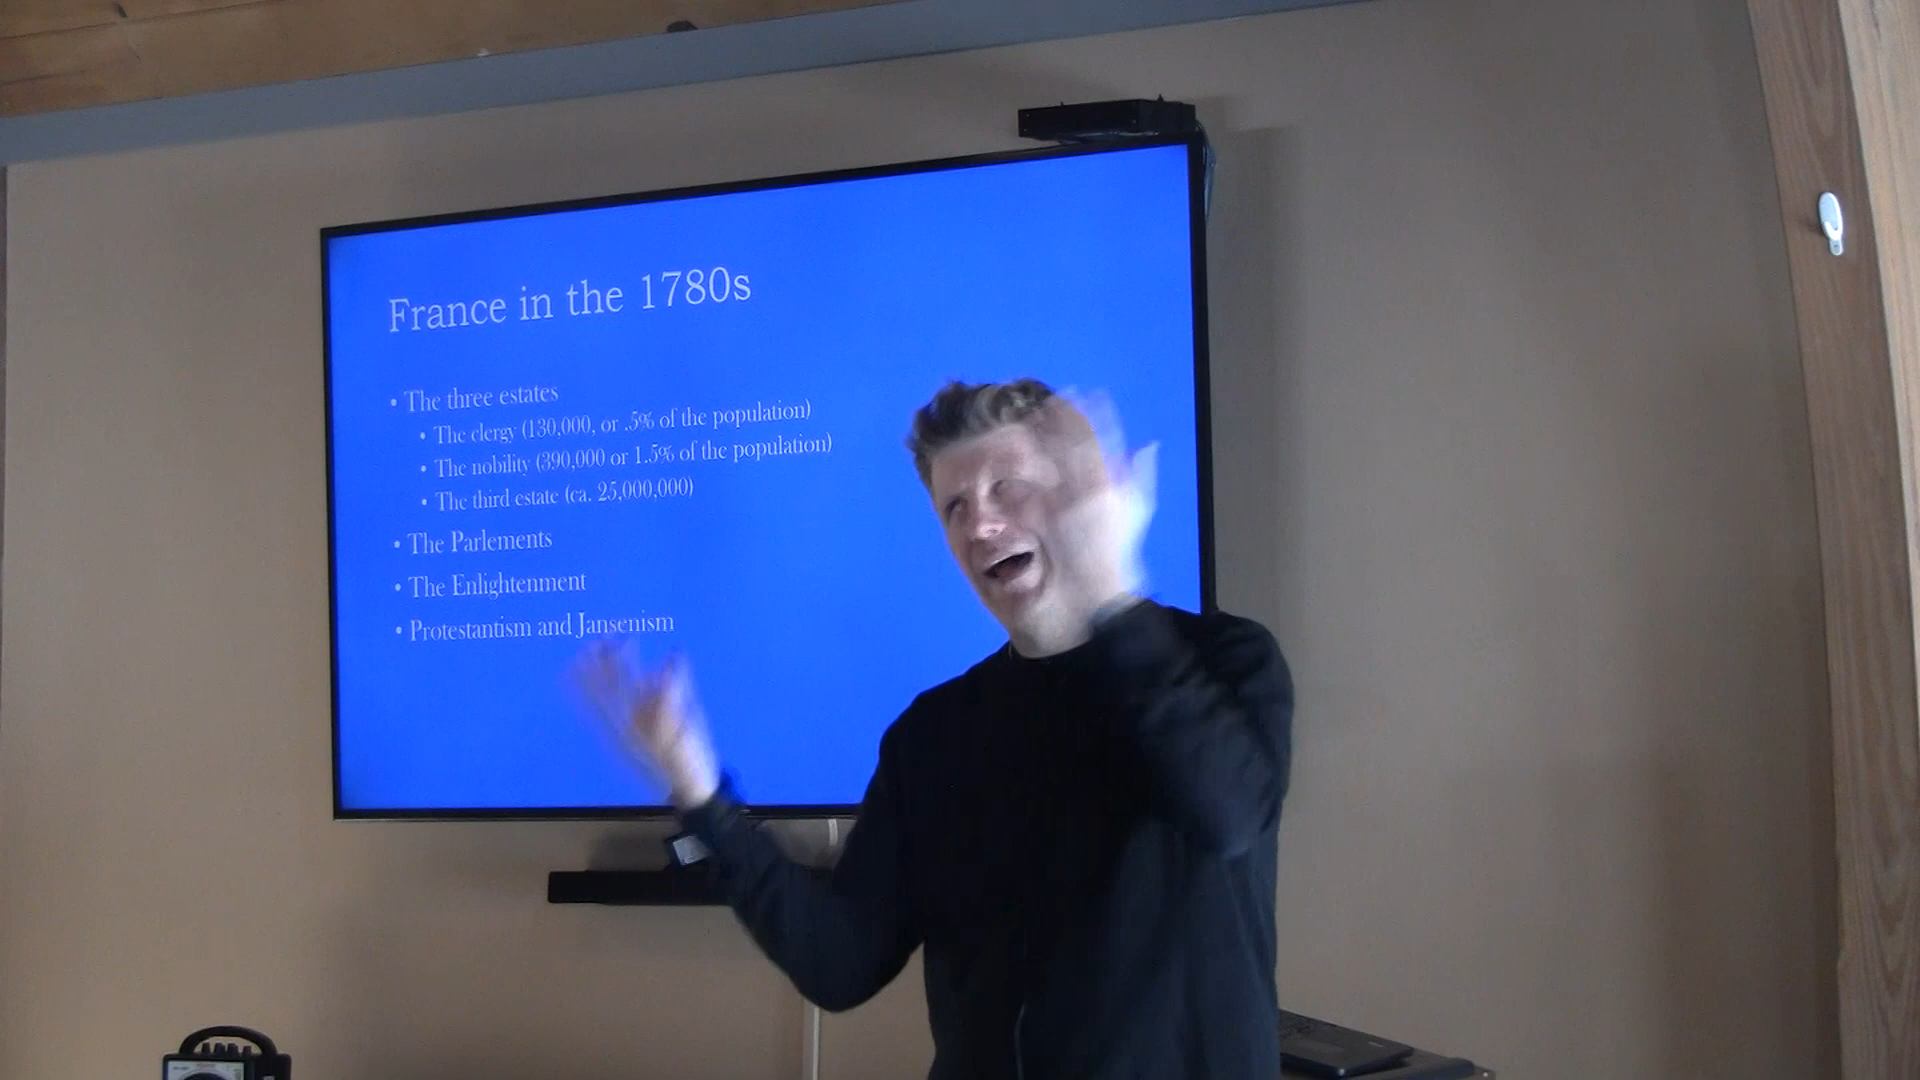 France in the 1780s
• The three estates
• The clergy (130,000, or .5% of the population)
• The nobility (390,000 or 1.5% of the population)
• The third estate (ca. 25,000,000)
• The Parlements
• The Enlightenment
• Protestantism and Jansenism